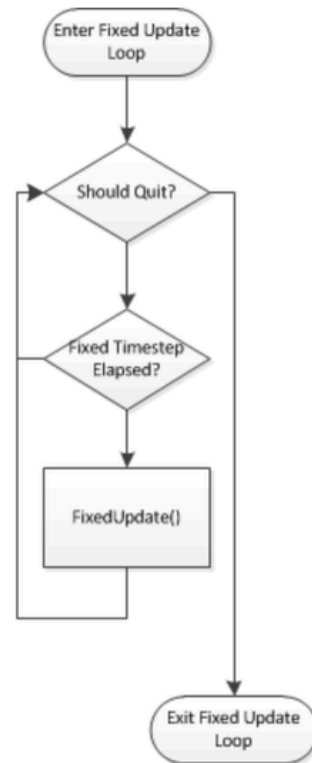 Enter Fixed Update
Loop
Should Quit?
Fixed Timestep
Elapsed?
FixedUpdate()
Exit Fixed Update
Loop